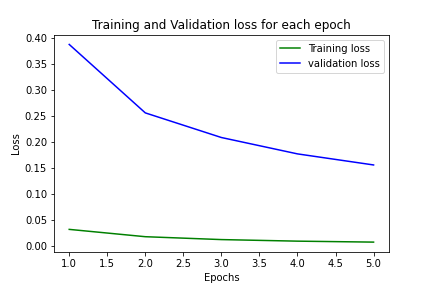 Training and Validation loss for each epoch
Training loss
validation loss
0.40
0.35
0.30
0.25
0.20
0.15
0.10
0.05
0.00
Loss
1.0 1.5 2.0 2.5 3.0 3.5 4.0 4.5 5.0
Epochs